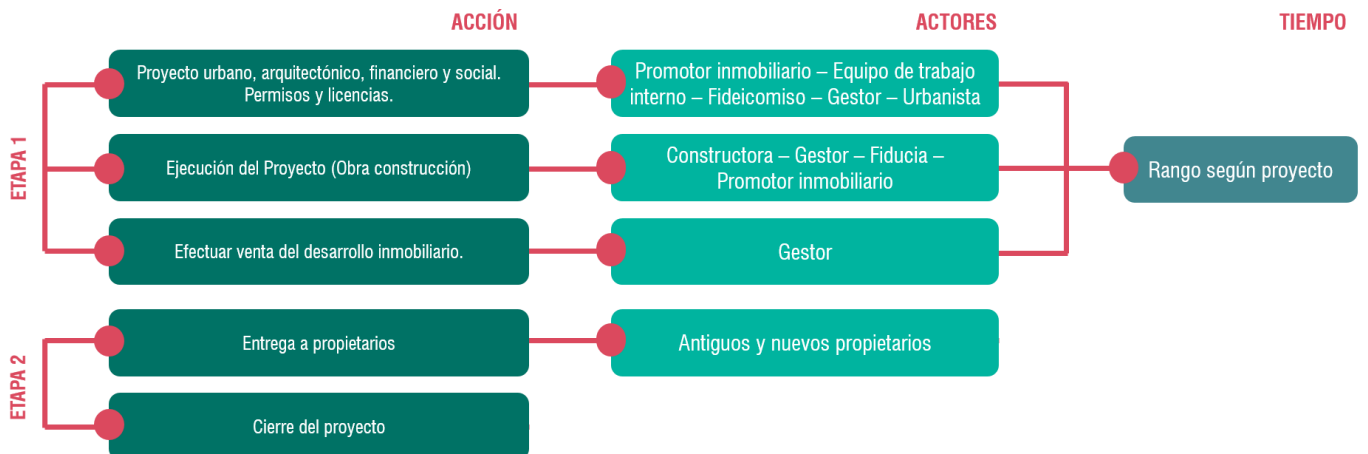 ACCIÓN
ACTORES
TIEMPO
ETAPA 1
Proyecto urbano, arquitectónico, financiero y social.
Permisos y licencias.
Promotor inmobiliario – Equipo de trabajo
interno – Fideicomiso – Gestor – Urbanista
Ejecución del Proyecto (Obra construcción)
Constructora – Gestor – Fiducia –
Promotor inmobiliario
Rango según proyecto
Efectuar venta del desarrollo inmobiliario.
Gestor
ETAPA 2
Entrega a propietarios
Antiguos y nuevos propietarios
Cierre del proyecto